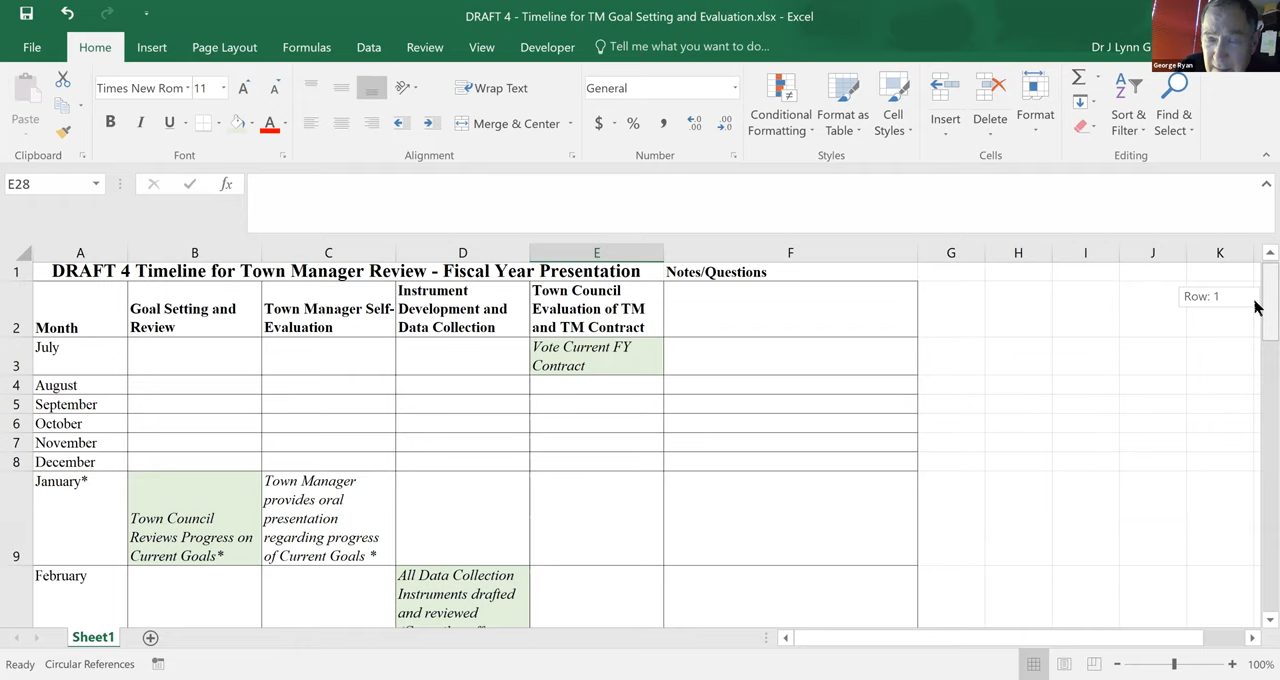 DRAFT 4 - Timeline for TM Goal Setting and Evaluation.xlsx - Excel
George Ryan
File Home Insert Page Layout Formulas Data Review View Developer Tell me what you want to do... Dr J Lynn G
Paste
Clipboard
Times New Rom 11
B I U A
Font
Wrap Text
Merge & Center
Alignment
General
$ % , .0 .00 .00 .0
Number
Conditional Formatting
Format as Table
Cell Styles
Styles
Insert
Delete
Format
Cells
Sort & Filter
Find & Select
Editing
E28 fx
A B C D E F G H I J K
1 DRAFT 4 Timeline for Town Manager Review - Fiscal Year Presentation Notes/Questions
Row: 1
2 Month
Goal Setting and
Review
Town Manager Self-
Evaluation
Instrument
Development and
Data Collection
Town Council
Evaluation of TM
and TM Contract
3 July
Vote Current FY
Contract
4 August
5 September
6 October
7 November
8 December
9 January*
Town Council
Reviews Progress on
Current Goals*
Town Manager
provides oral
presentation
regarding progress
of Current Goals *
February
All Data Collection
Instruments drafted
and reviewed
Sheet1
Ready Circular References 100%